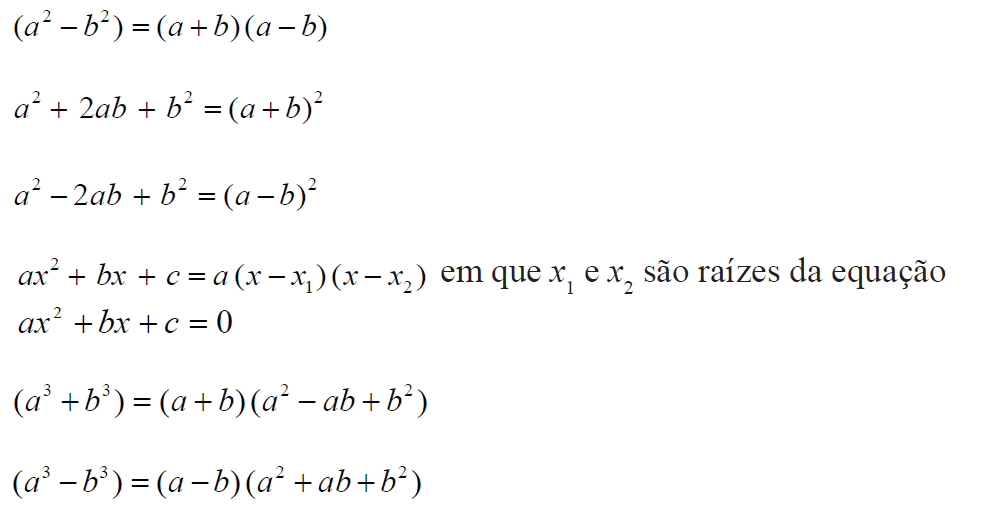 (a² − b²) = (a + b)(a − b)
a² + 2ab + b² = (a + b)²
a² − 2ab + b² = (a − b)²
ax² + bx + c = a(x − x₁)(x − x₂) em que x₁ e x₂ são raízes da equação
ax² + bx + c = 0
(a³ + b³) = (a + b)(a² − ab + b²)
(a³ − b³) = (a − b)(a² + ab + b²)